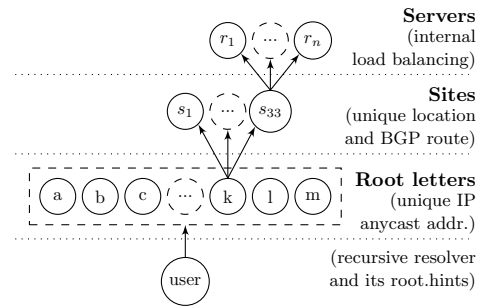 Servers
(internal
load balancing)
r1 ... rn
Sites
(unique location
and BGP route)
s1 ... s33
Root letters
(unique IP
anycast addr.)
a b c ... k l m
(recursive resolver
and its root.hints)
user